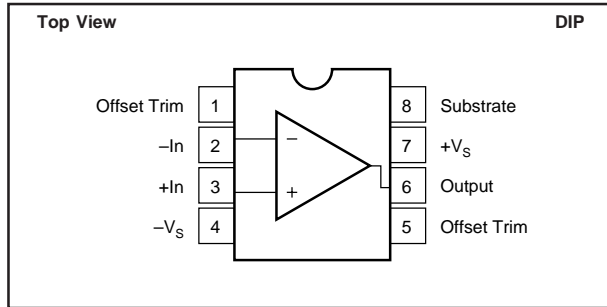 Top View
DIP
Offset Trim 1
–In 2
+In 3
–VS 4
8 Substrate
7 +VS
6 Output
5 Offset Trim
–
+